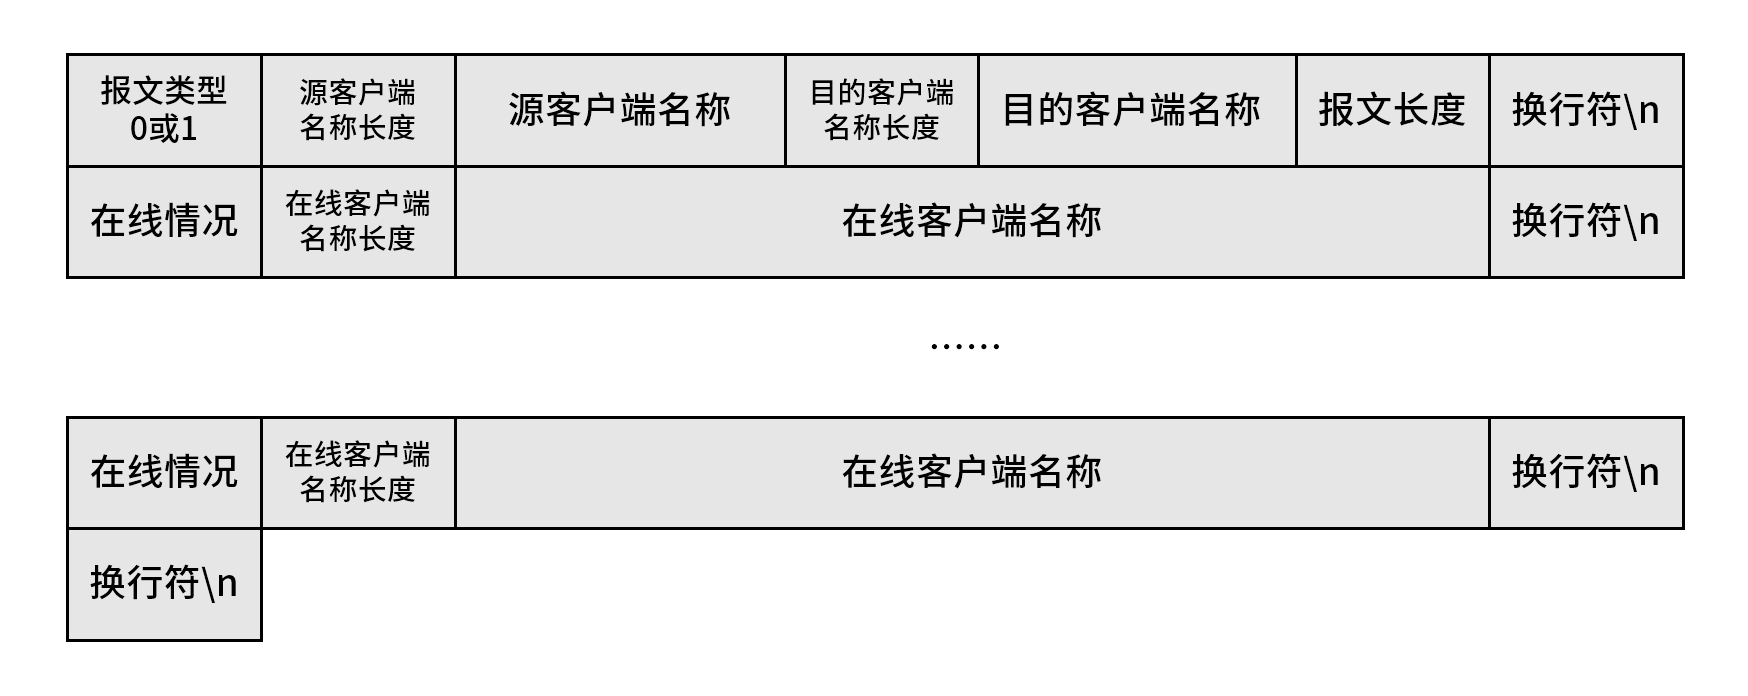 报文类型
0或1
源客户端
名称长度
源客户端名称
目的客户端
名称长度
目的客户端名称
报文长度
换行符\n
在线情况
在线客户端
名称长度
在线客户端名称
换行符\n
······
在线情况
在线客户端
名称长度
在线客户端名称
换行符\n
换行符\n